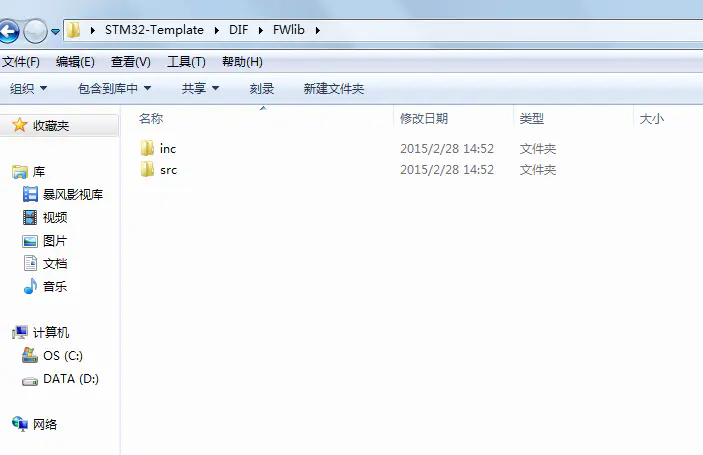 STM32-Template DIF FWlib
文件(F) 编辑(E) 查看(V) 工具(T) 帮助(H)
组织 包含到库中 共享 刻录 新建文件夹
收藏夹
库
暴风影视库
视频
图片
文档
音乐
计算机
OS (C:)
DATA (D:)
网络
名称 修改日期 类型 大小
inc 2015/2/28 14:52 文件夹
src 2015/2/28 14:52 文件夹